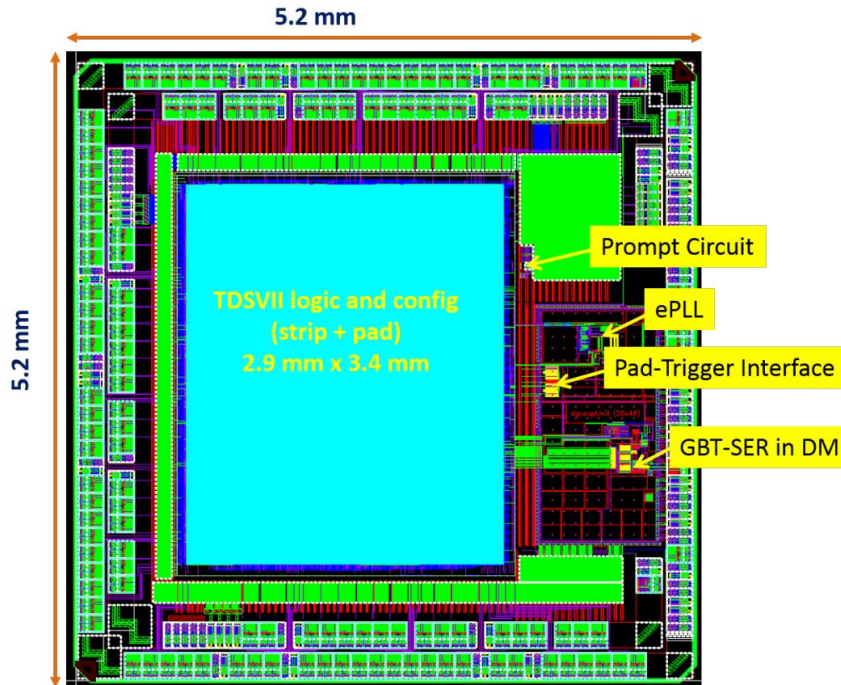 5.2 mm
5.2 mm
Prompt Circuit
TDSVII logic and config
(strip + pad)
2.9 mm x 3.4 mm
ePLL
Pad-Trigger Interface
GBT-SER in DM